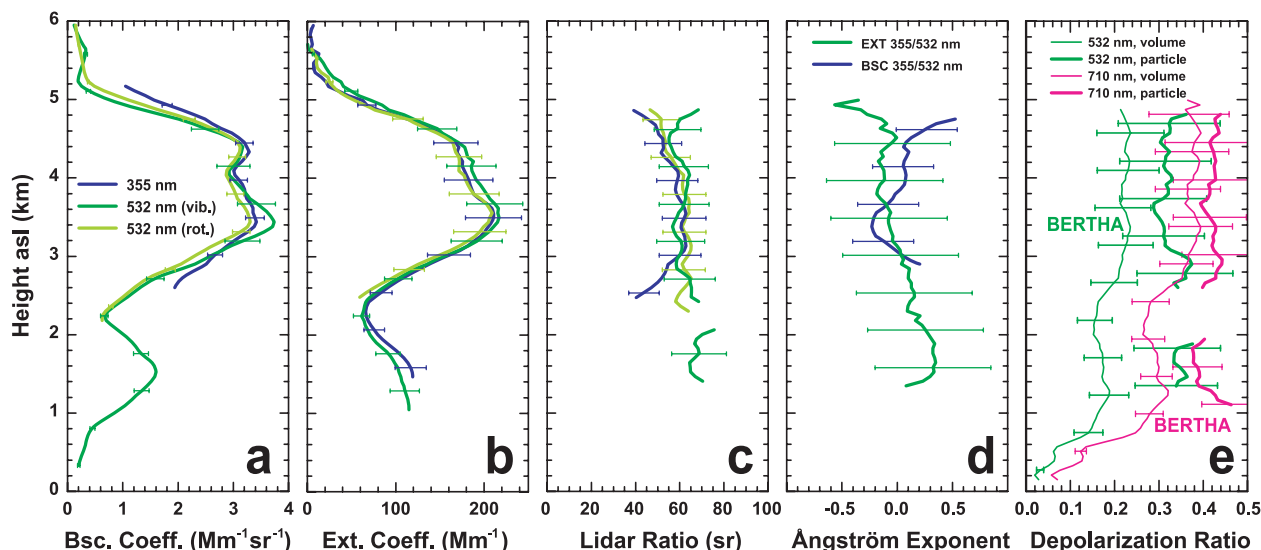 Height asl (km)
6
5
4
3
2
1
0
355 nm
532 nm (vib.)
532 nm (rot.)
a
0 1 2 3 4
Bsc. Coeff. (Mm⁻¹sr⁻¹)
b
0 100 200
Ext. Coeff. (Mm⁻¹)
c
0 20 40 60 80 100
Lidar Ratio (sr)
EXT 355/532 nm
BSC 355/532 nm
d
-0.5 0.0 0.5
Ångström Exponent
532 nm, volume
532 nm, particle
710 nm, volume
710 nm, particle
BERTHA
BERTHA
e
0.0 0.1 0.2 0.3 0.4 0.5
Depolarization Ratio